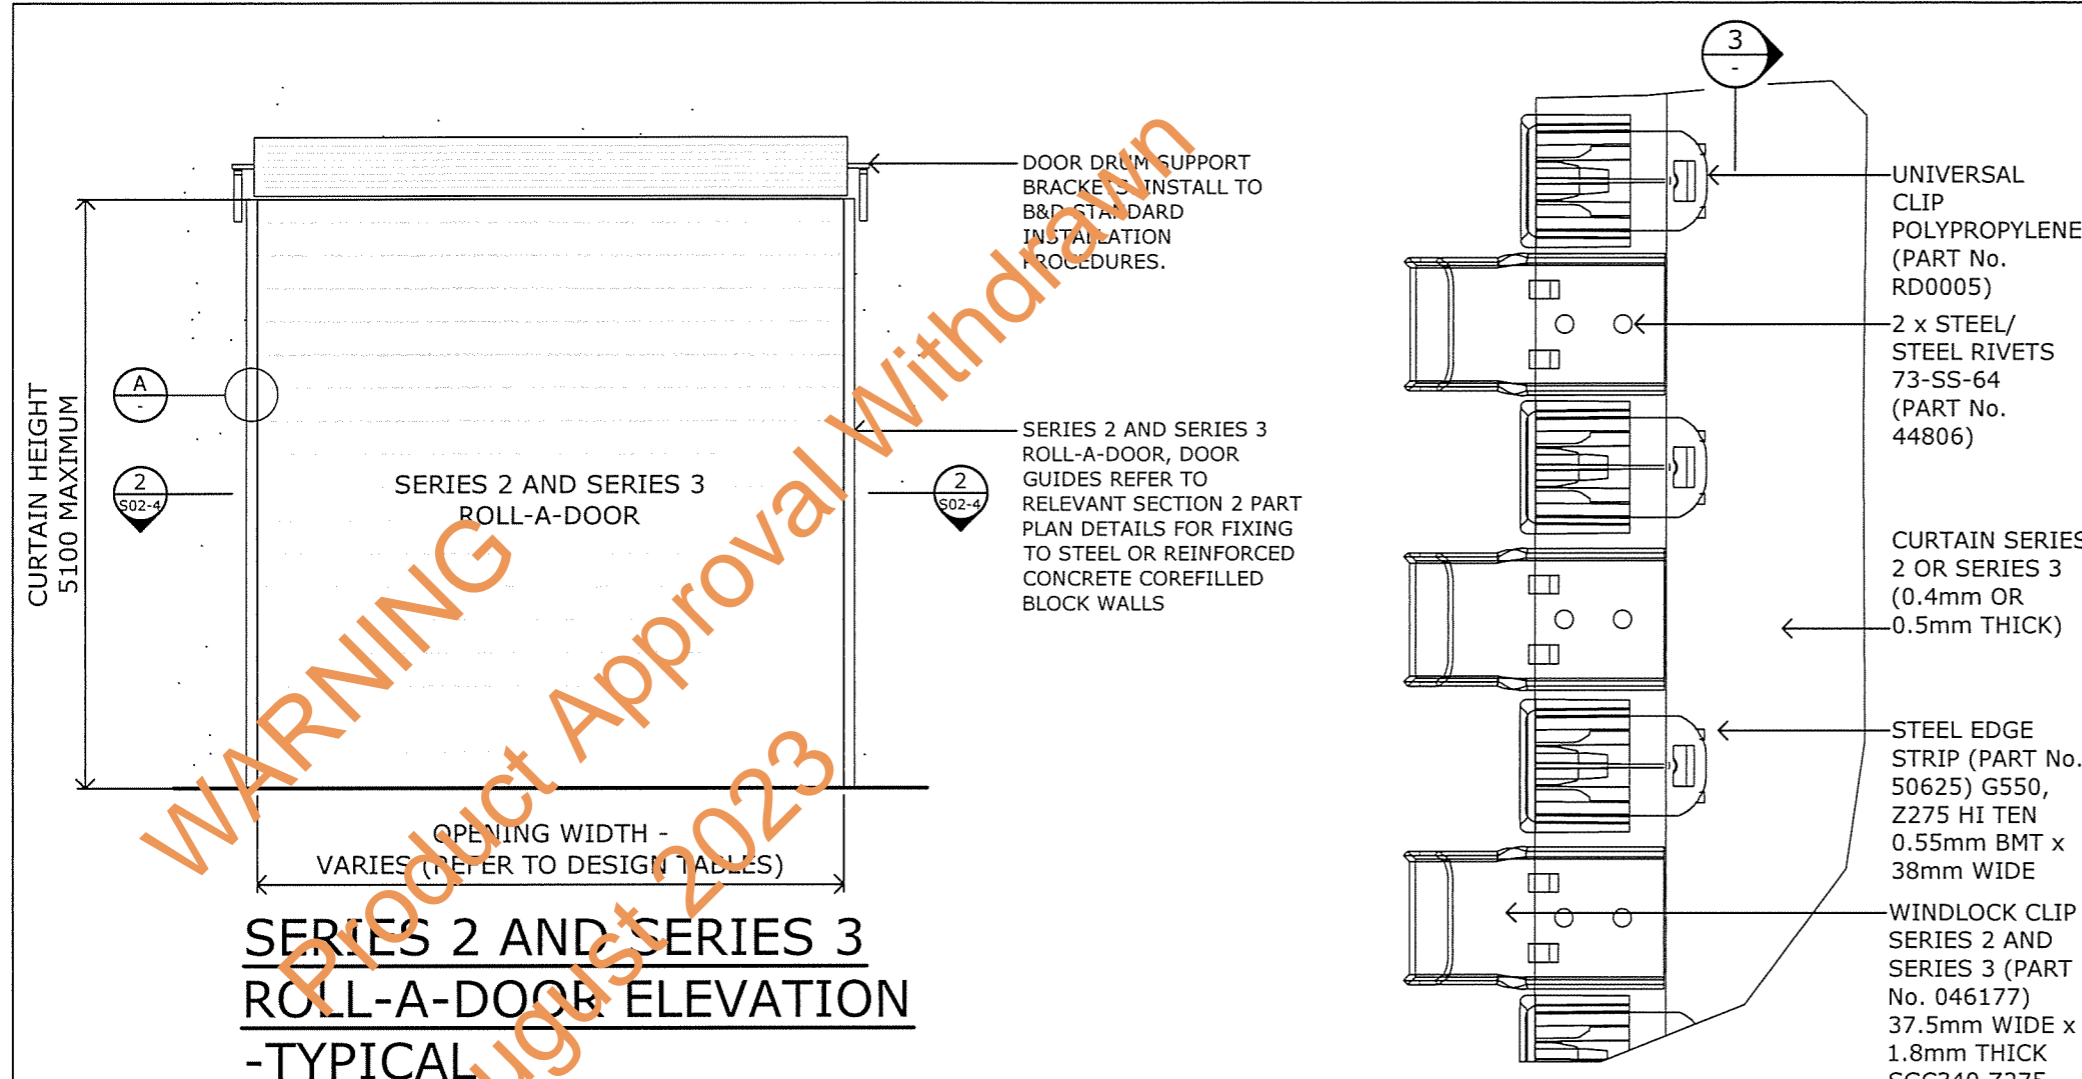 3
-
DOOR DRUM SUPPORT
BRACKETS INSTALL TO
B&D STANDARD
INSTALLATION
PROCEDURES.
UNIVERSAL
CLIP
POLYPROPYLENE
(PART No.
RD0005)
2 x STEEL/
STEEL RIVETS
73-SS-64
(PART No.
44806)
CURTAIN HEIGHT
5100 MAXIMUM
A
-
2
S02-4
SERIES 2 AND SERIES 3
ROLL-A-DOOR
2
S02-4
SERIES 2 AND SERIES 3
ROLL-A-DOOR, DOOR
GUIDES REFER TO
RELEVANT SECTION 2 PART
PLAN DETAILS FOR FIXING
TO STEEL OR REINFORCED
CONCRETE COREFILLED
BLOCK WALLS
CURTAIN SERIES
2 OR SERIES 3
(0.4mm OR
0.5mm THICK)
STEEL EDGE
STRIP (PART No.
50625) G550,
Z275 HI TEN
0.55mm BMT x
38mm WIDE
WINDLOCK CLIP
SERIES 2 AND
SERIES 3 (PART
No. 046177)
37.5mm WIDE x
1.8mm THICK
SGC340 Z275
OPENING WIDTH -
VARIES (REFER TO DESIGN TABLES)
SERIES 2 AND SERIES 3
ROLL-A-DOOR ELEVATION
-TYPICAL
WARNING
Product Approval Withdrawn
August 2023